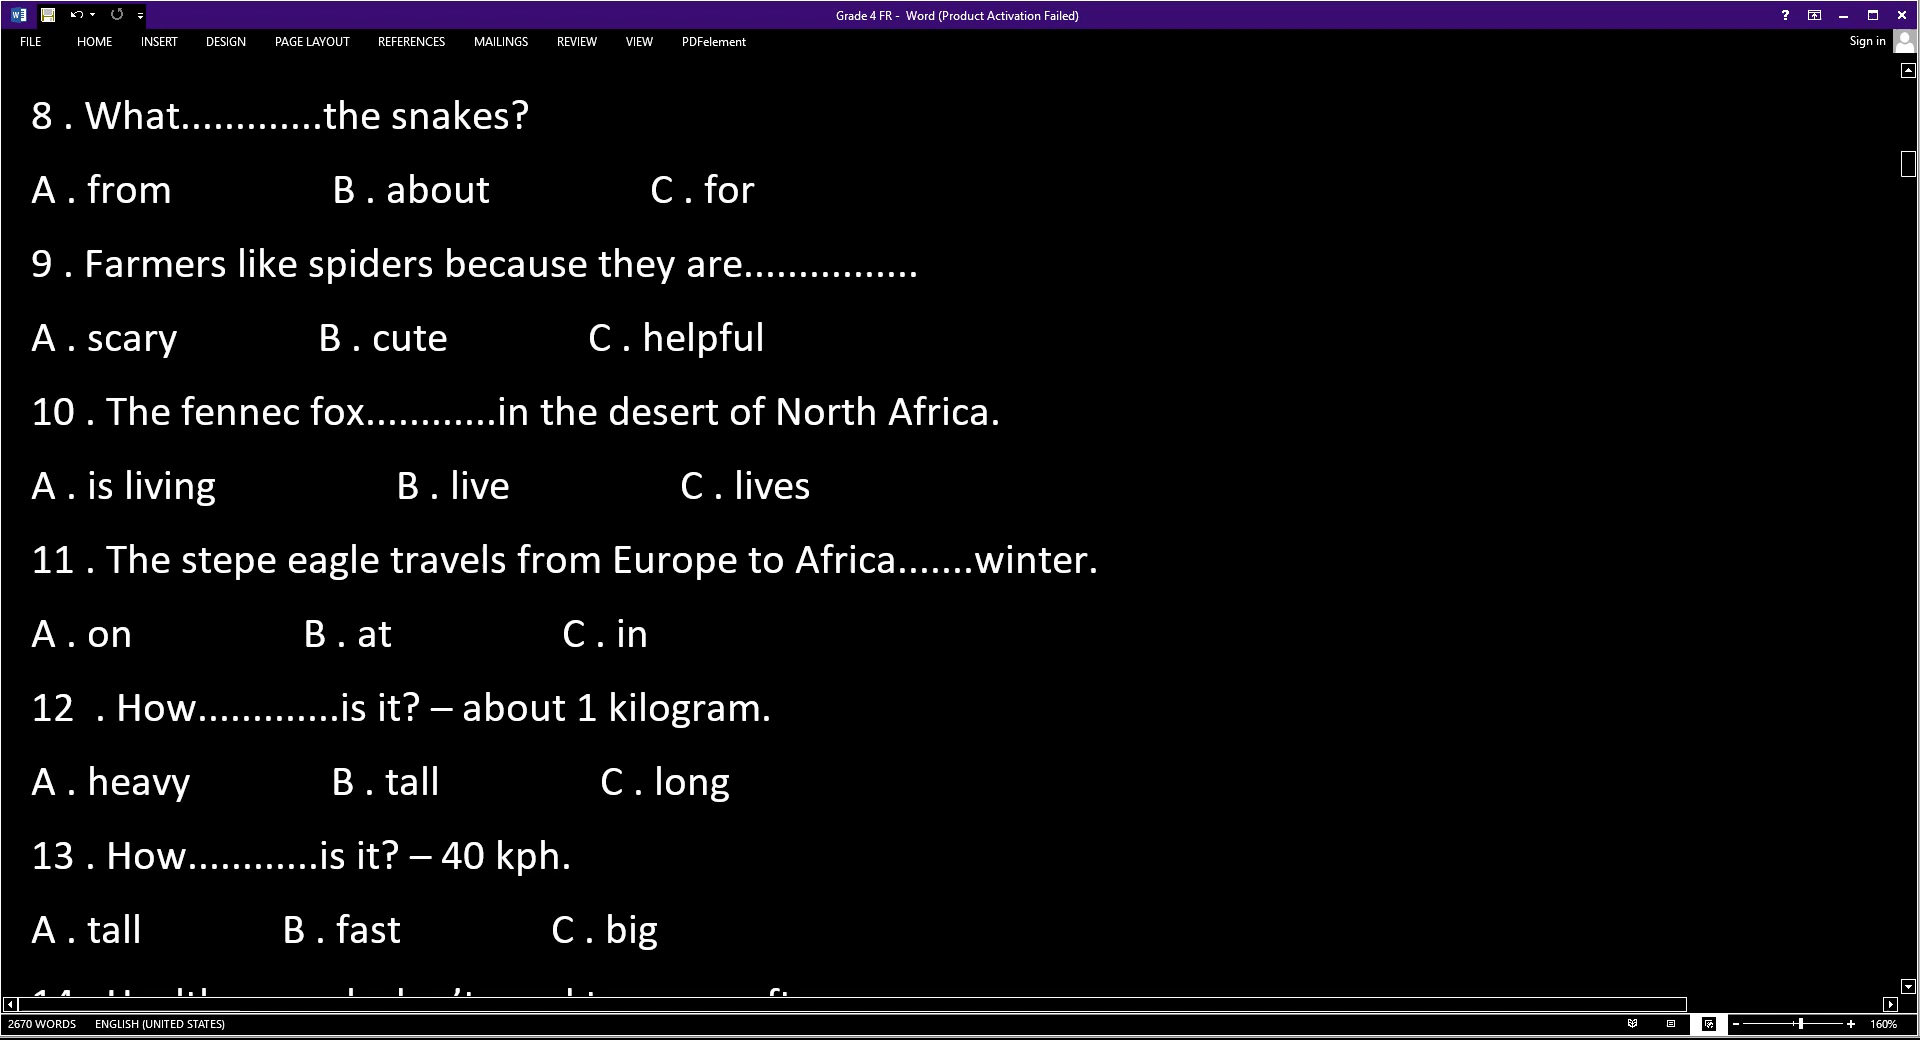 Grade 4 FR - Word (Product Activation Failed)
FILE HOME INSERT DESIGN PAGE LAYOUT REFERENCES MAILINGS REVIEW VIEW PDFelement Sign in
8 . What.............the snakes?
A . from B . about C . for
9 . Farmers like spiders because they are................
A . scary B . cute C . helpful
10 . The fennec fox............in the desert of North Africa.
A . is living B . live C . lives
11 . The stepe eagle travels from Europe to Africa.......winter.
A . on B . at C . in
12 . How.............is it? – about 1 kilogram.
A . heavy B . tall C . long
13 . How............is it? – 40 kph.
A . tall B . fast C . big
2670 WORDS ENGLISH (UNITED STATES) 160%